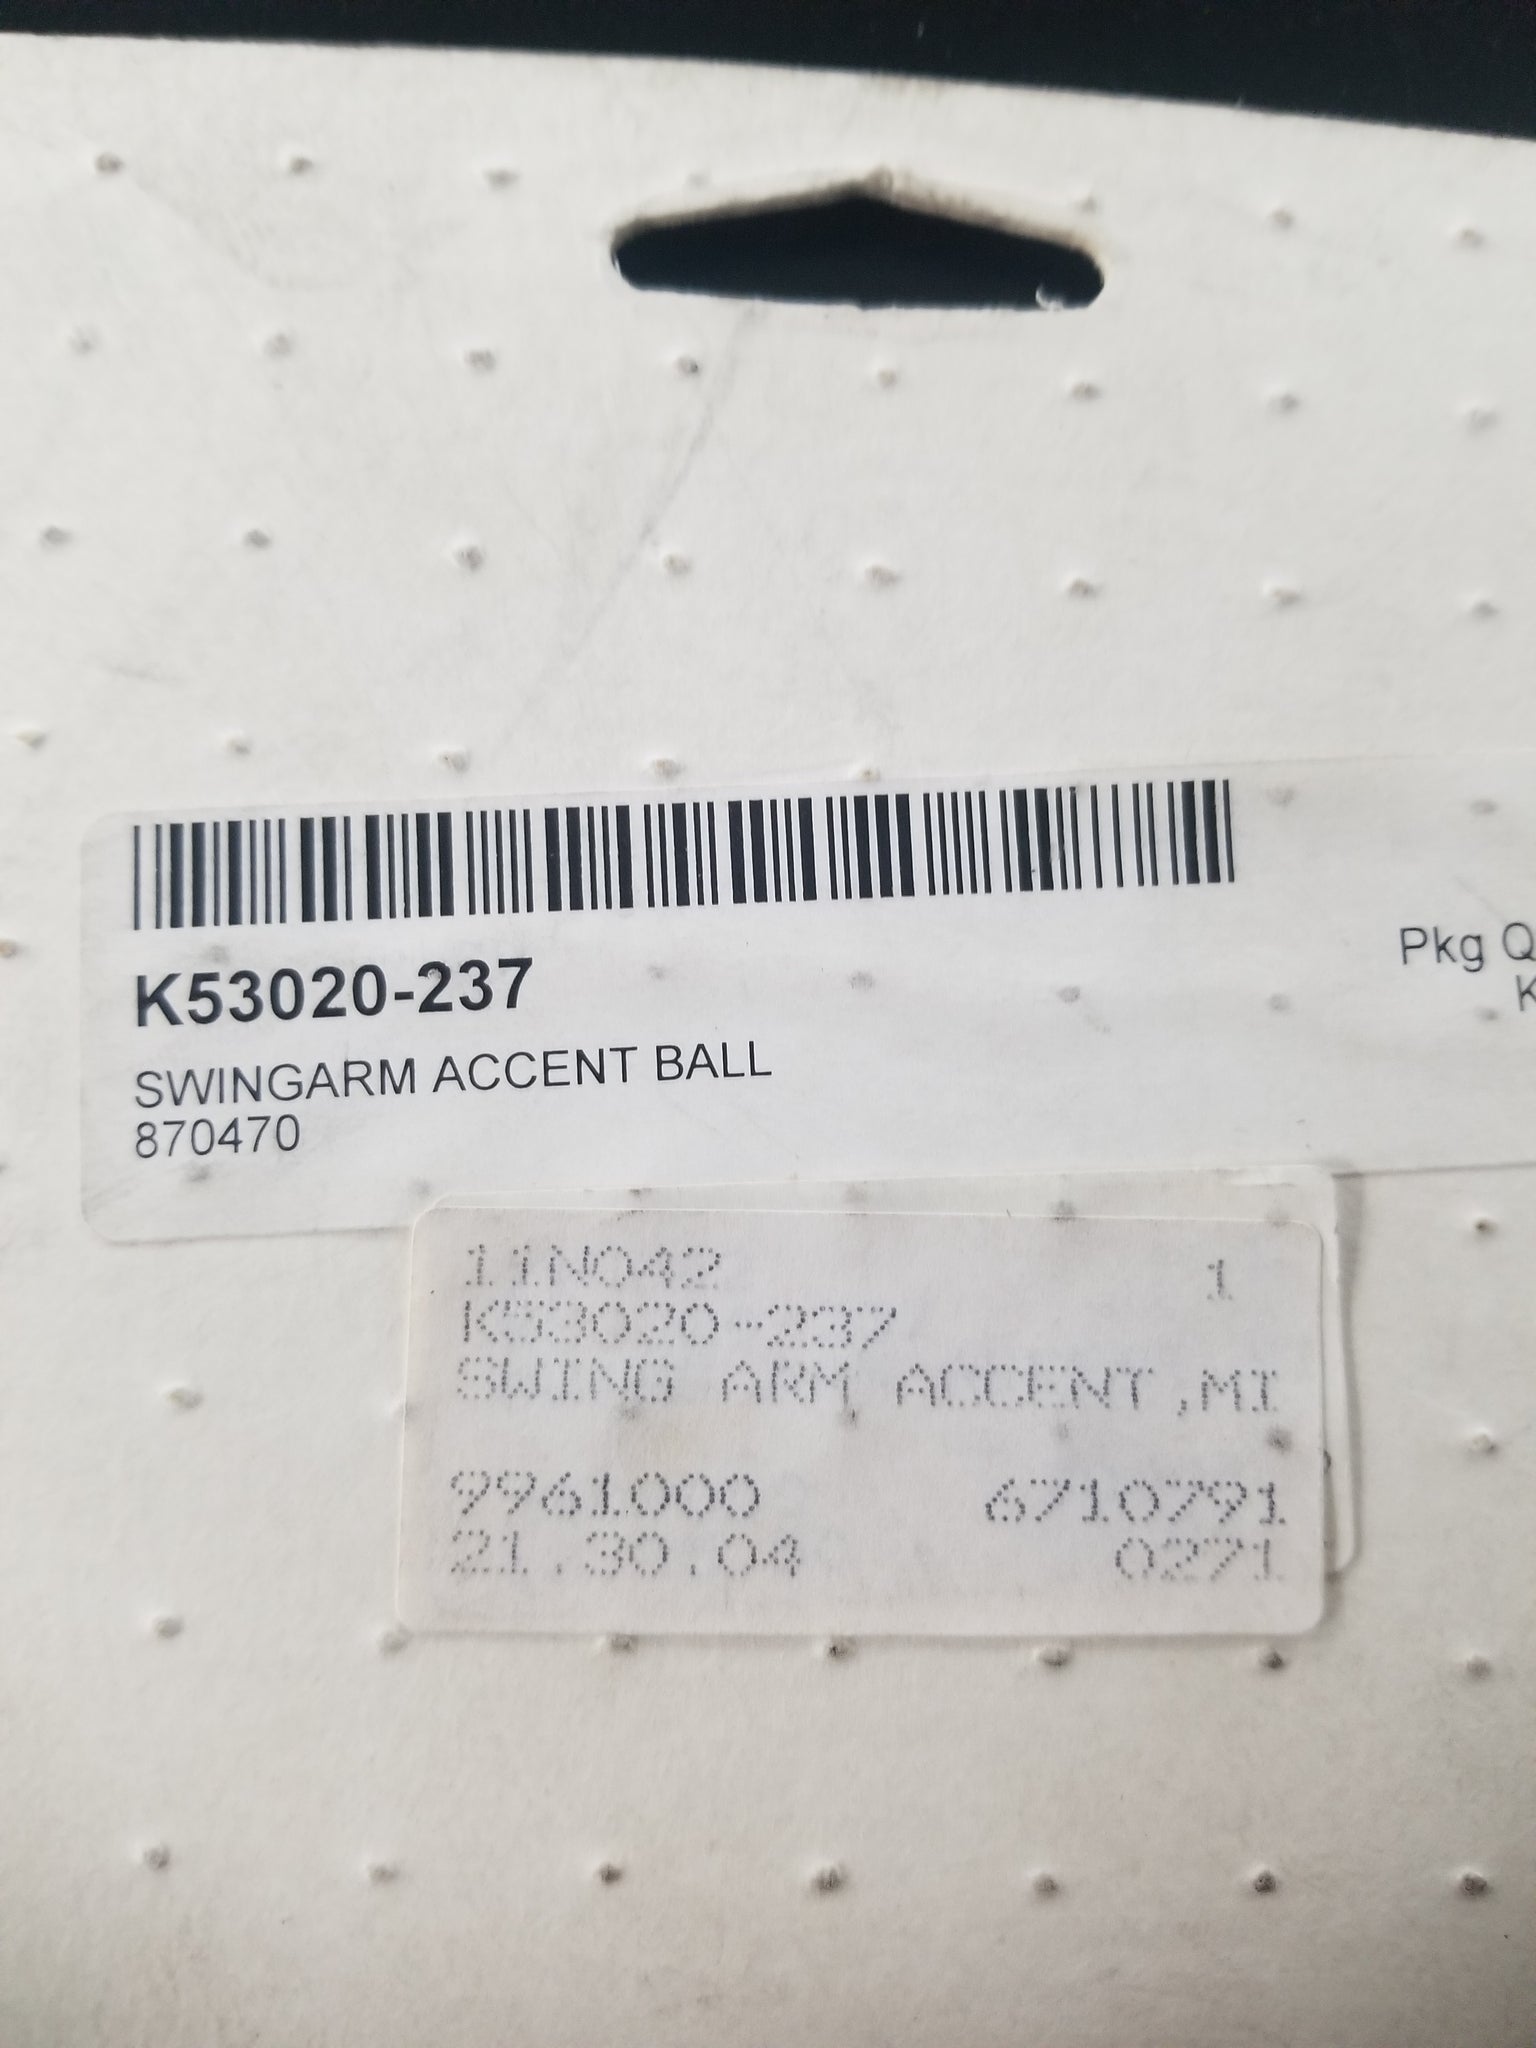 K53020-237
SWINGARM ACCENT BALL
870470
Pkg Q
K
11N042 1
K53020-237
SWING ARM ACCENT,MI
9961000 6710791
21.30.04 0271